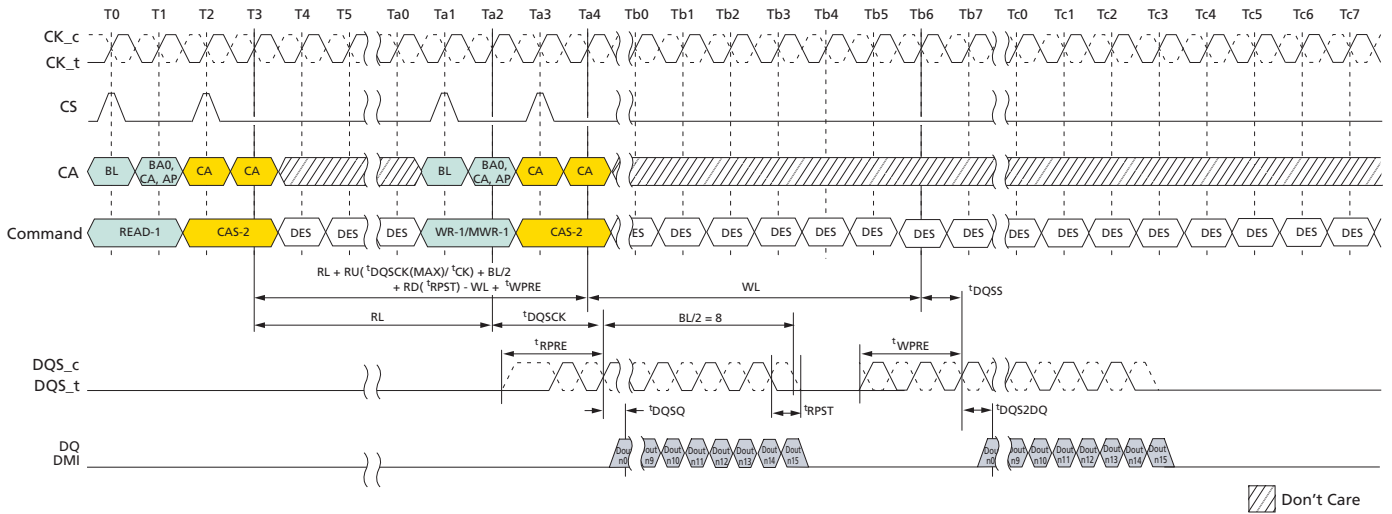 T0 T1 T2 T3 T4 T5 Ta0 Ta1 Ta2 Ta3 Ta4 Tb0 Tb1 Tb2 Tb3 Tb4 Tb5 Tb6 Tb7 Tc0 Tc1 Tc2 Tc3 Tc4 Tc5 Tc6 Tc7
CK_c
CK_t
CS
CA BL BA0, CA, AP CA CA BL BA0, CA, AP CA CA
Command READ-1 CAS-2 DES DES DES WR-1/MWR-1 CAS-2 ES DES DES DES DES DES DES DES DES DES DES DES DES DES DES DES
RL + RU( tDQSCK(MAX)/ tCK) + BL/2
+ RD( tRPST) - WL + tWPRE
WL
tDQSS
RL
tDQSCK
BL/2 = 8
tRPRE
tWPRE
DQS_c
DQS_t
tDQSQ
tRPST
tDQS2DQ
DQ
DMI
Dout n0 Dout n9 Dout n10 Dout n11 Dout n12 Dout n13 Dout n14 Dout n15 Dout n0 Dout n9 Dout n10 Dout n11 Dout n12 Dout n13 Dout n14 Dout n15
Don't Care